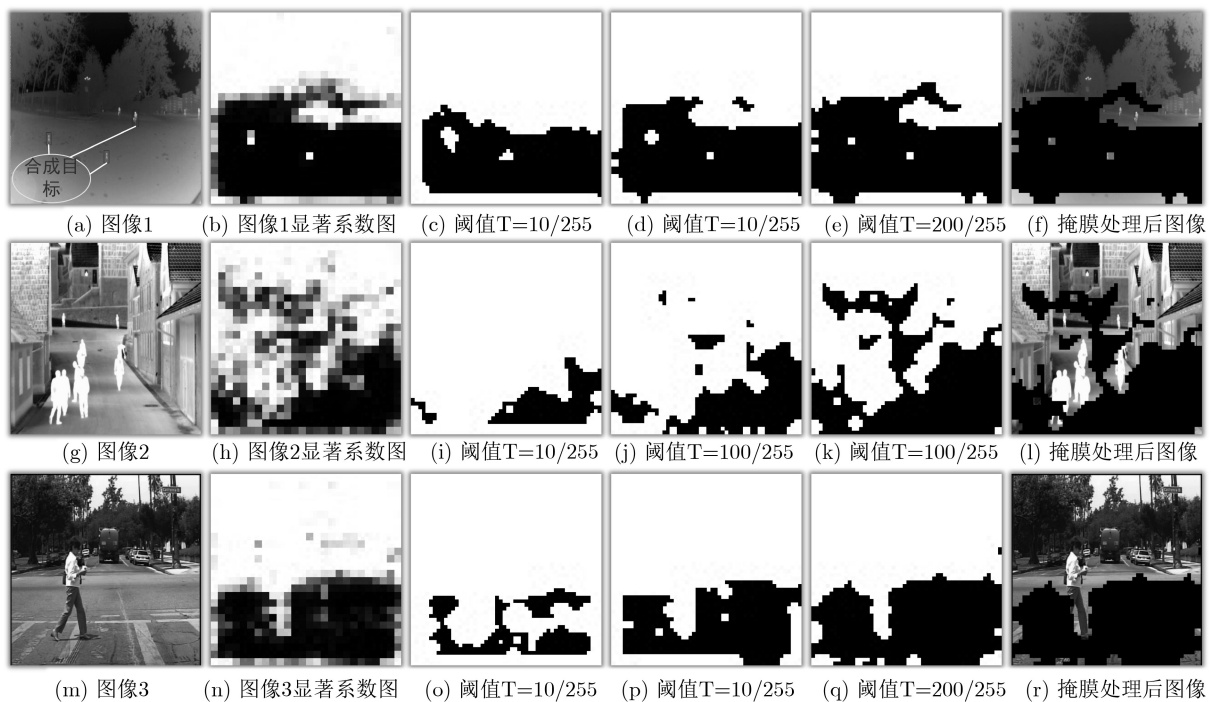 合成目
标
(a) 图像1
(b) 图像1显著系数图
(c) 阈值T=10/255
(d) 阈值T=10/255
(e) 阈值T=200/255
(f) 掩膜处理后图像
(g) 图像2
(h) 图像2显著系数图
(i) 阈值T=10/255
(j) 阈值T=100/255
(k) 阈值T=100/255
(l) 掩膜处理后图像
(m) 图像3
(n) 图像3显著系数图
(o) 阈值T=10/255
(p) 阈值T=10/255
(q) 阈值T=200/255
(r) 掩膜处理后图像